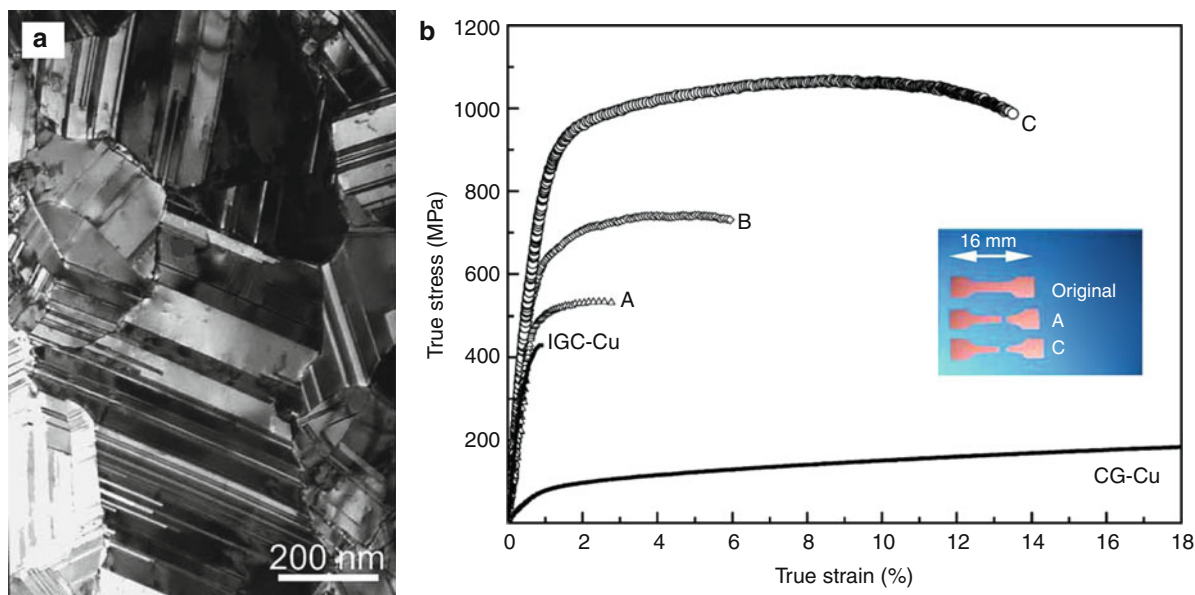 a
200 nm
b
1200
1000
800
600
400
200
0 2 4 6 8 10 12 14 16 18
True stress (MPa)
True strain (%)
C
B
A
IGC-Cu
CG-Cu
16 mm
Original
A
C